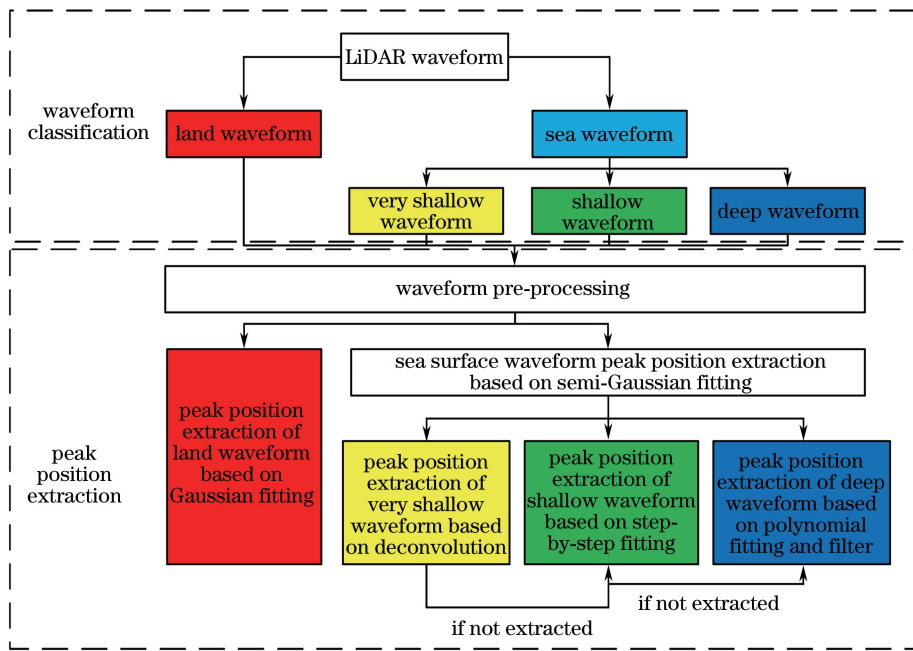 LiDAR waveform
waveform
classification
land waveform
sea waveform
very shallow
waveform
shallow
waveform
deep waveform
waveform pre-processing
sea surface waveform peak position extraction
based on semi-Gaussian fitting
peak
position
extraction
peak position
extraction of
land waveform
based on
Gaussian fitting
peak position
extraction of
very shallow
waveform based
on deconvolution
peak position
extraction of
shallow waveform
based on step-
by-step fitting
peak position
extraction of deep
waveform based
on polynomial
fitting and filter
if not extracted
if not extracted